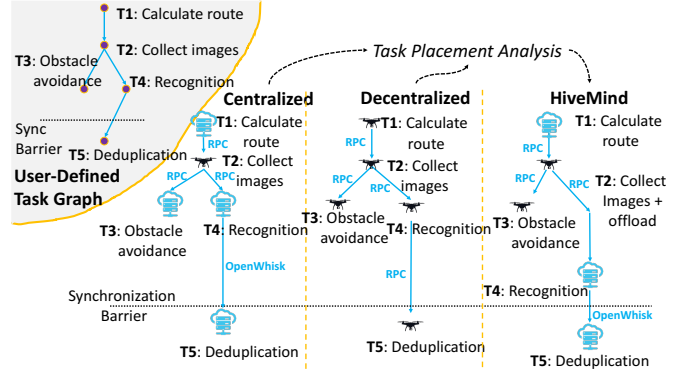 T1: Calculate route
T2: Collect images
T3: Obstacle
avoidance
T4: Recognition
Sync
Barrier
T5: Deduplication
User-Defined
Task Graph
Task Placement Analysis
Centralized
T1: Calculate
route
RPC
T2: Collect
images
RPC
RPC
T3: Obstacle
avoidance
T4: Recognition
OpenWhisk
T5: Deduplication
Decentralized
T1: Calculate
route
RPC
T2: Collect
images
RPC
RPC
T3: Obstacle
avoidance
T4: Recognition
RPC
T5: Deduplication
HiveMind
T1: Calculate
route
RPC
T2: Collect
Images +
offload
RPC
RPC
T3: Obstacle
avoidance
T4: Recognition
OpenWhisk
T5: Deduplication
Synchronization
Barrier